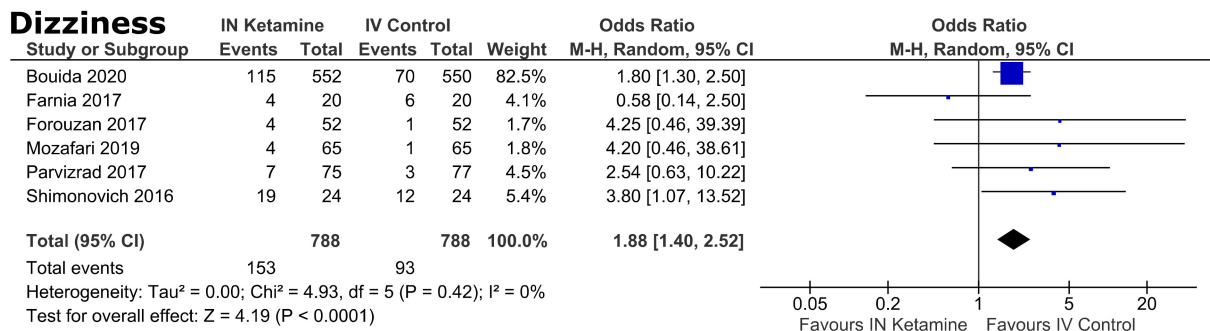 Dizziness
IN Ketamine IV Control Odds Ratio Odds Ratio
Study or Subgroup Events Total Events Total Weight M-H, Random, 95% CI M-H, Random, 95% CI
Bouida 2020 115 552 70 550 82.5% 1.80 [1.30, 2.50]
Farnia 2017 4 20 6 20 4.1% 0.58 [0.14, 2.50]
Forouzan 2017 4 52 1 52 1.7% 4.25 [0.46, 39.39]
Mozafari 2019 4 65 1 65 1.8% 4.20 [0.46, 38.61]
Parvizrad 2017 7 75 3 77 4.5% 2.54 [0.63, 10.22]
Shimonovich 2016 19 24 12 24 5.4% 3.80 [1.07, 13.52]
Total (95% CI) 788 788 100.0% 1.88 [1.40, 2.52]
Total events 153 93
Heterogeneity: Tau² = 0.00; Chi² = 4.93, df = 5 (P = 0.42); I² = 0%
Test for overall effect: Z = 4.19 (P < 0.0001)
0.05 0.2 1 5 20
Favours IN Ketamine Favours IV Control